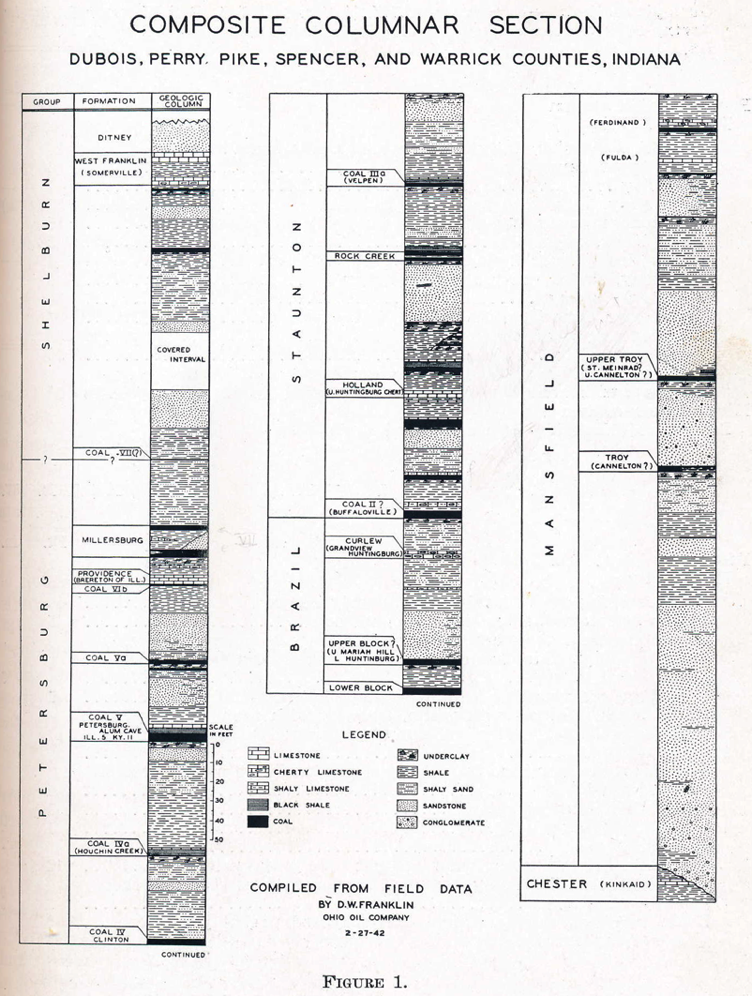 COMPOSITE COLUMNAR SECTION
DUBOIS, PERRY. PIKE, SPENCER, AND WARRICK COUNTIES, INDIANA
GROUP
FORMATION
GEOLOGIC
COLUMN
SHELBURN
DITNEY
WEST FRANKLIN
(SOMERVILLE)
COVERED
INTERVAL
COAL VII(?)
?
?
PETERSBURG
MILLERSBURG
PROVIDENCE
(BRERETON OF ILL.)
COAL VIb
COAL Va
COAL V
PETERSBURG.
ALUM CAVE
ILL. 5 KY. 11
COAL IVa
(HOUCHIN CREEK)
COAL IV
CLINTON
CONTINUED
SCALE
IN FEET
0
10
20
30
40
50
STAUNTON
COAL IIIa
(VELPEN)
ROCK CREEK
HOLLAND
(U. HUNTINGBURG CHERT)
COAL II ?
(BUFFALOVILLE)
BRAZIL
CURLEW
(GRANDVIEW
HUNTINGBURG)
UPPER BLOCK?
(U MARIAH HILL
L HUNTINBURG)
LOWER BLOCK
CONTINUED
MANSFIELD
(FERDINAND)
(FULDA)
UPPER TROY
(ST. MEINRAD?
U. CANNELTON ?)
TROY
(CANNELTON ?)
CHESTER (KINKAID)
LEGEND
LIMESTONE
CHERTY LIMESTONE
SHALY LIMESTONE
BLACK SHALE
COAL
UNDERCLAY
SHALE
SHALY SAND
SANDSTONE
CONGLOMERATE
COMPILED FROM FIELD DATA
BY D.W. FRANKLIN
OHIO OIL COMPANY
2-27-42
FIGURE 1.